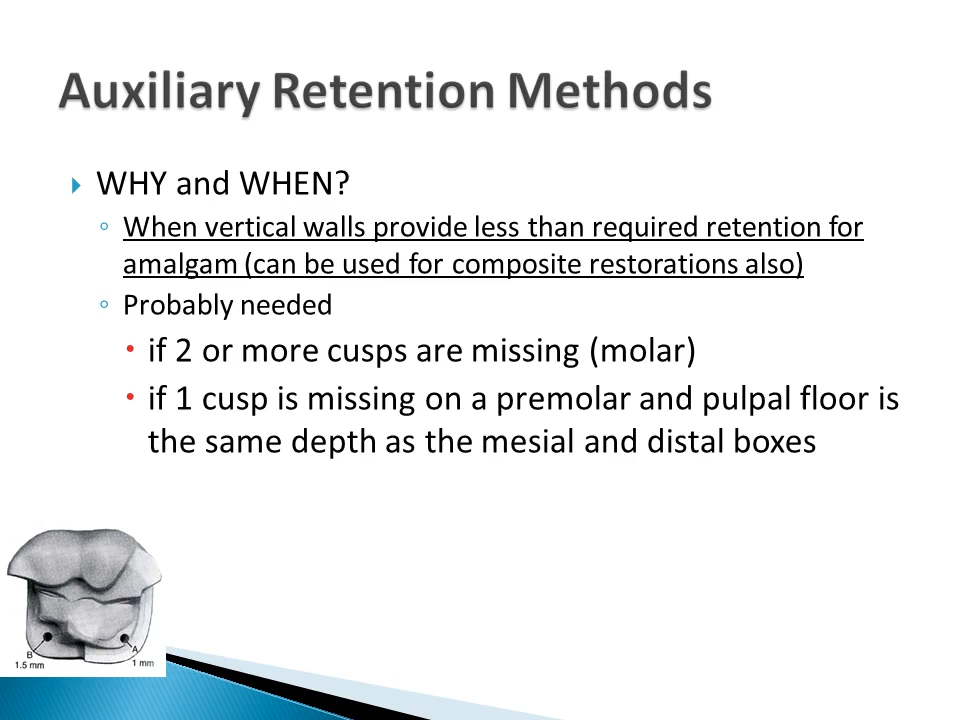 Auxiliary Retention Methods
WHY and WHEN?
When vertical walls provide less than required retention for
amalgam (can be used for composite restorations also)
Probably needed
if 2 or more cusps are missing (molar)
if 1 cusp is missing on a premolar and pulpal floor is
the same depth as the mesial and distal boxes
B
1.5 mm
A
1 mm